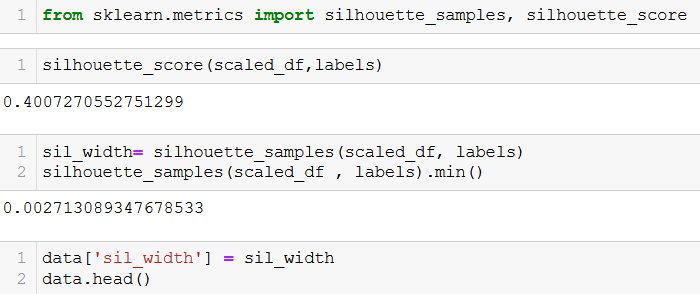 1 from sklearn.metrics import silhouette_samples, silhouette_score
1 silhouette_score(scaled_df,labels)
0.4007270552751299
1 sil_width= silhouette_samples(scaled_df, labels)
2 silhouette_samples(scaled_df , labels).min()
0.002713089347678533
1 data['sil_width'] = sil_width
2 data.head()